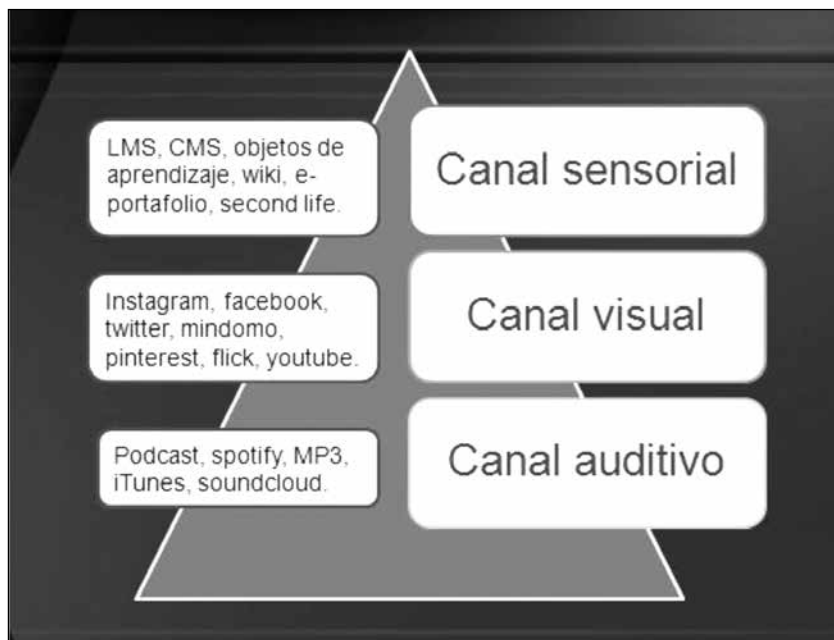 LMS, CMS, objetos de
aprendizaje, wiki, e-
portafolio, second life.
Canal sensorial
Instagram, facebook,
twitter, mindomo,
pinterest, flick, youtube.
Canal visual
Podcast, spotify, MP3,
iTunes, soundcloud.
Canal auditivo